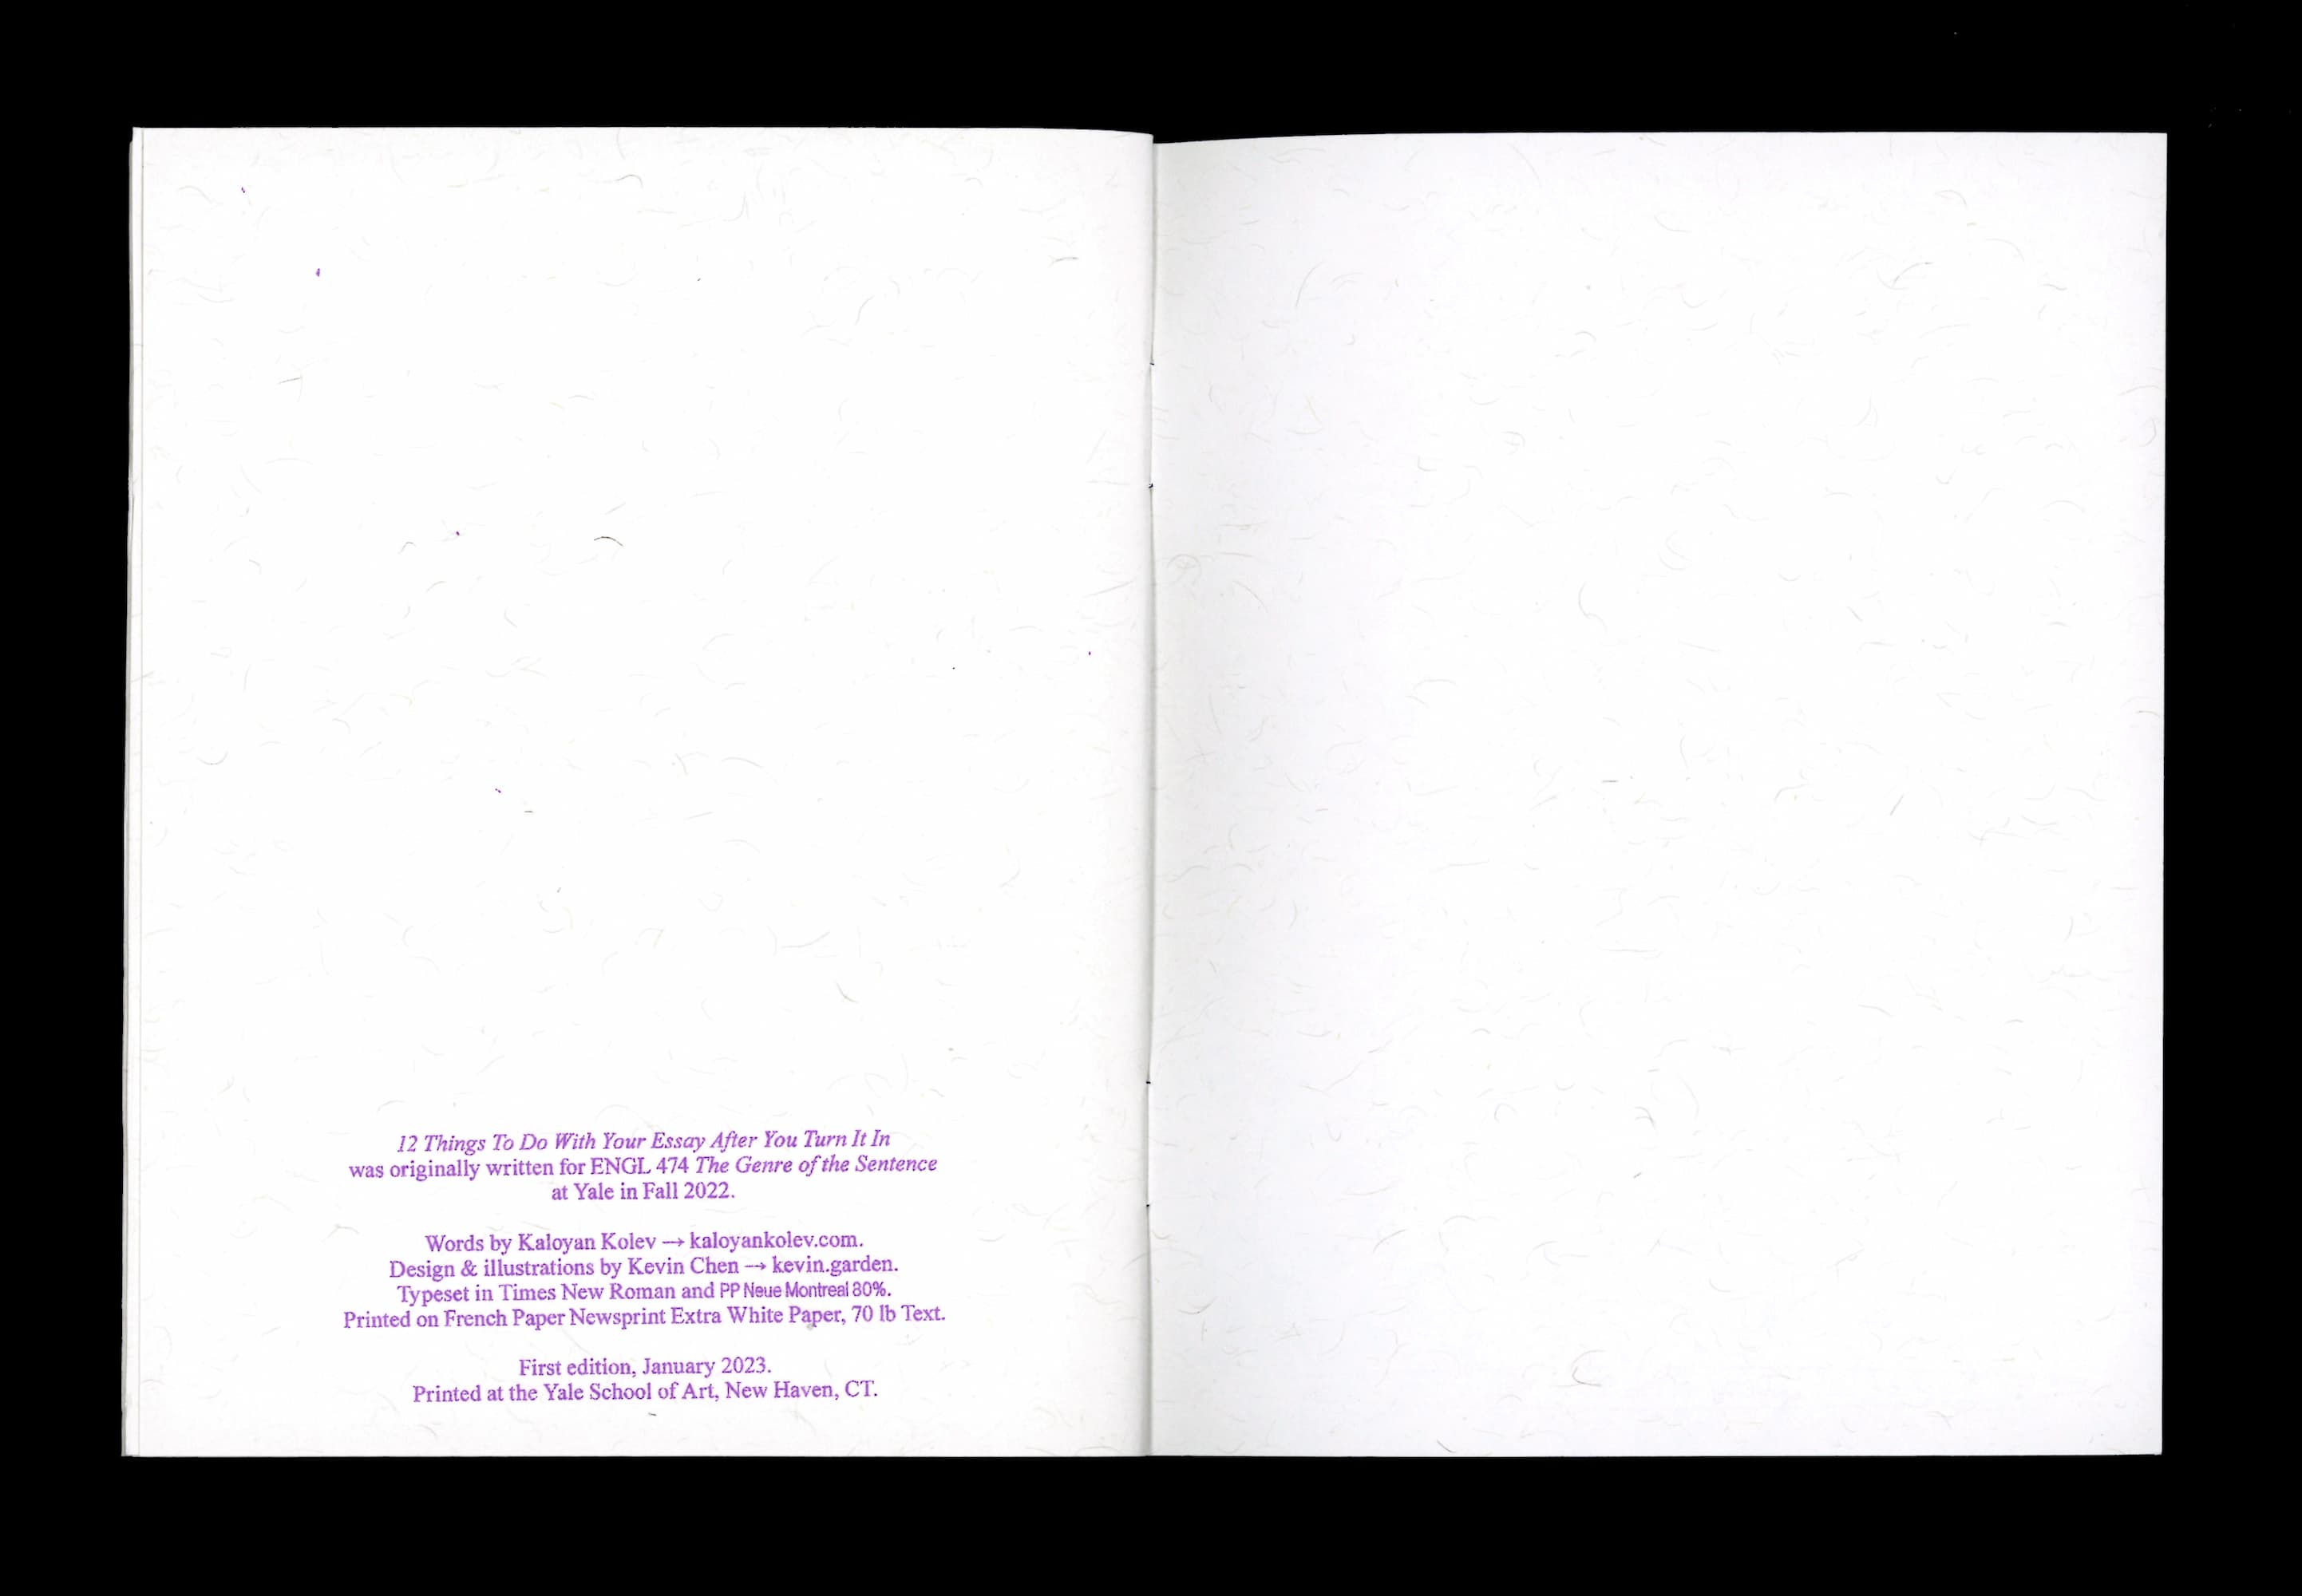 12 Things To Do With Your Essay After You Turn It In
was originally written for ENGL 474 The Genre of the Sentence
at Yale in Fall 2022.
Words by Kaloyan Kolev → kaloyankolev.com.
Design & illustrations by Kevin Chen → kevin.garden.
Typeset in Times New Roman and PP Neue Montreal 80%.
Printed on French Paper Newsprint Extra White Paper, 70 lb Text.
First edition, January 2023.
Printed at the Yale School of Art, New Haven, CT.